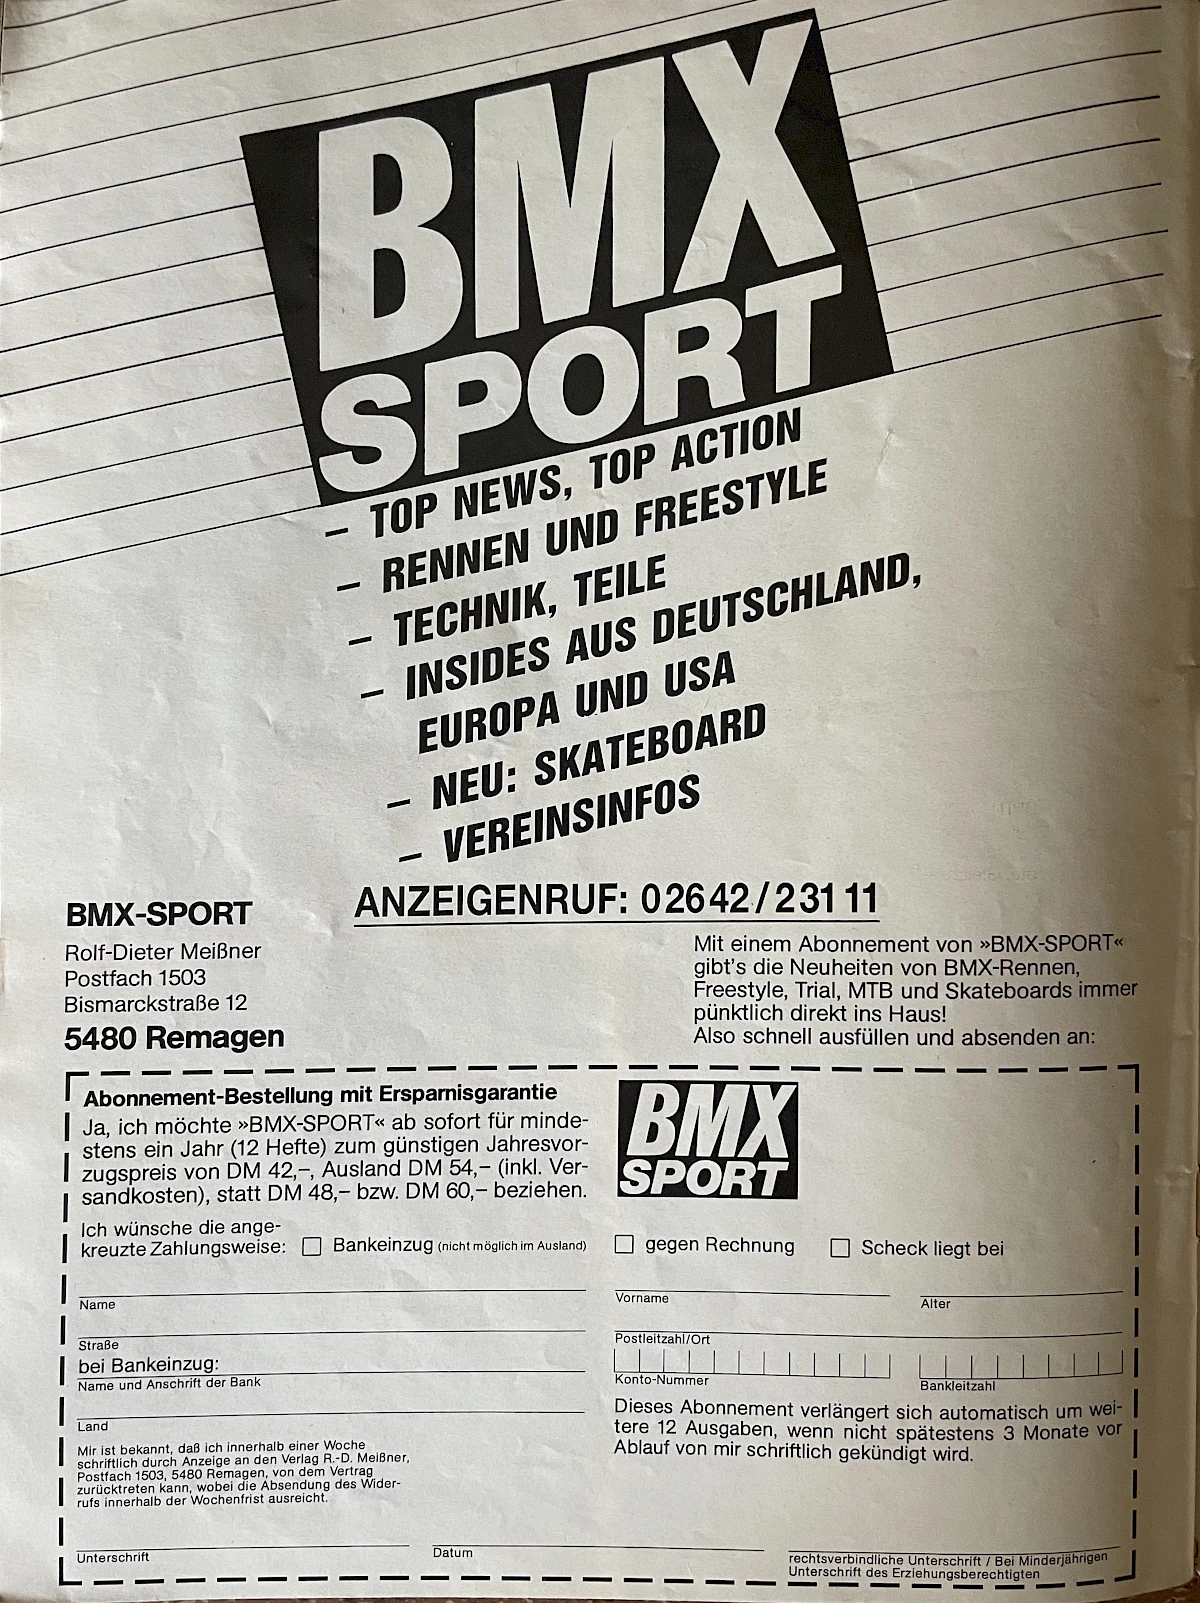 BMX
SPORT
– TOP NEWS, TOP ACTION
– RENNEN UND FREESTYLE
– TECHNIK, TEILE
– INSIDES AUS DEUTSCHLAND,
EUROPA UND USA
– NEU: SKATEBOARD
– VEREINSINFOS
ANZEIGENRUF: 02642/23111
BMX-SPORT
Rolf-Dieter Meißner
Postfach 1503
Bismarckstraße 12
5480 Remagen
Mit einem Abonnement von »BMX-SPORT«
gibt's die Neuheiten von BMX-Rennen,
Freestyle, Trial, MTB und Skateboards immer
pünktlich direkt ins Haus!
Also schnell ausfüllen und absenden an:
Abonnement-Bestellung mit Ersparnisgarantie
Ja, ich möchte »BMX-SPORT« ab sofort für minde-
stens ein Jahr (12 Hefte) zum günstigen Jahresvor-
zugspreis von DM 42,–, Ausland DM 54,– (inkl. Ver-
sandkosten), statt DM 48,– bzw. DM 60,– beziehen.
BMX
SPORT
Ich wünsche die ange-
kreuzte Zahlungsweise: Bankeinzug (nicht möglich im Ausland) gegen Rechnung Scheck liegt bei
Name
Vorname
Alter
Straße
Postleitzahl/Ort
bei Bankeinzug:
Name und Anschrift der Bank
Konto-Nummer
Bankleitzahl
Land
Dieses Abonnement verlängert sich automatisch um wei-
tere 12 Ausgaben, wenn nicht spätestens 3 Monate vor
Ablauf von mir schriftlich gekündigt wird.
Mir ist bekannt, daß ich innerhalb einer Woche
schriftlich durch Anzeige an den Verlag R.-D. Meißner,
Postfach 1503, 5480 Remagen, von dem Vertrag
zurücktreten kann, wobei die Absendung des Wider-
rufs innerhalb der Wochenfrist ausreicht.
Unterschrift
Datum
rechtsverbindliche Unterschrift / Bei Minderjährigen
Unterschrift des Erziehungsberechtigten